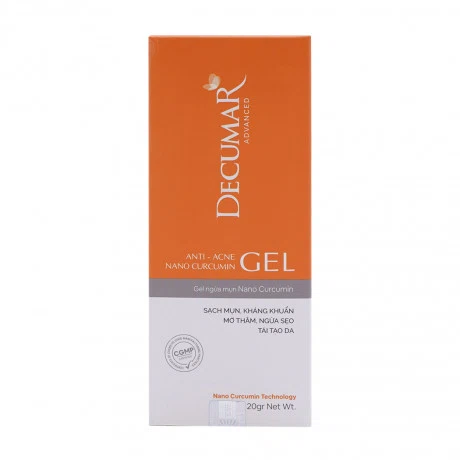 DECUMAR
ADVANCED
ANTI - ACNE
NANO CURCUMIN GEL
Gel ngừa mụn Nano Curcumin
SẠCH MỤN, KHÁNG KHUẨN
MỜ THÂM, NGỪA SẸO
TÁI TẠO DA
CGMP
Nano Curcumin Technology
20gr Net Wt.